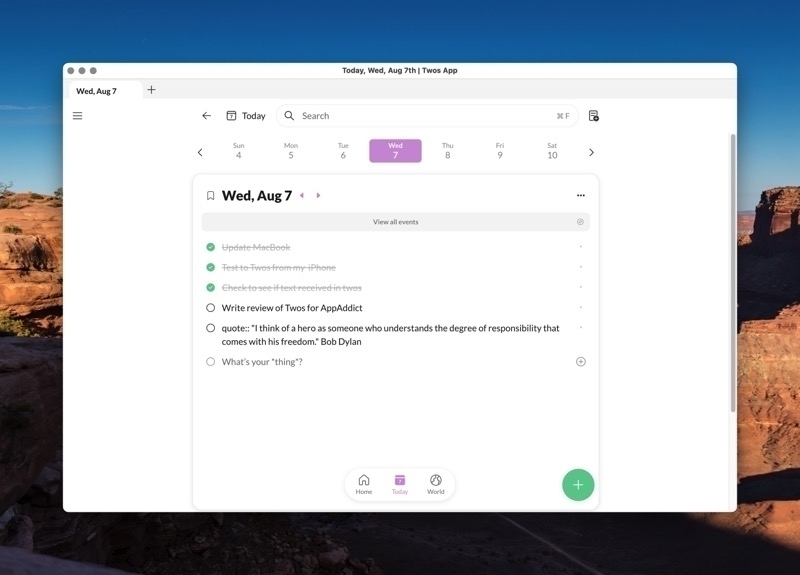 Today, Wed, Aug 7th | Twos App
Wed, Aug 7
Today
Search
⌘ F
Sun
4
Mon
5
Tue
6
Wed
7
Thu
8
Fri
9
Sat
10
Wed, Aug 7
View all events
Update MacBook
Test to Twos from my iPhone
Check to see if text received in twos
Write review of Twos for AppAddict
quote:: "I think of a hero as someone who understands the degree of responsibility that
comes with his freedom." Bob Dylan
What's your *thing*?
Home
7
Today
World